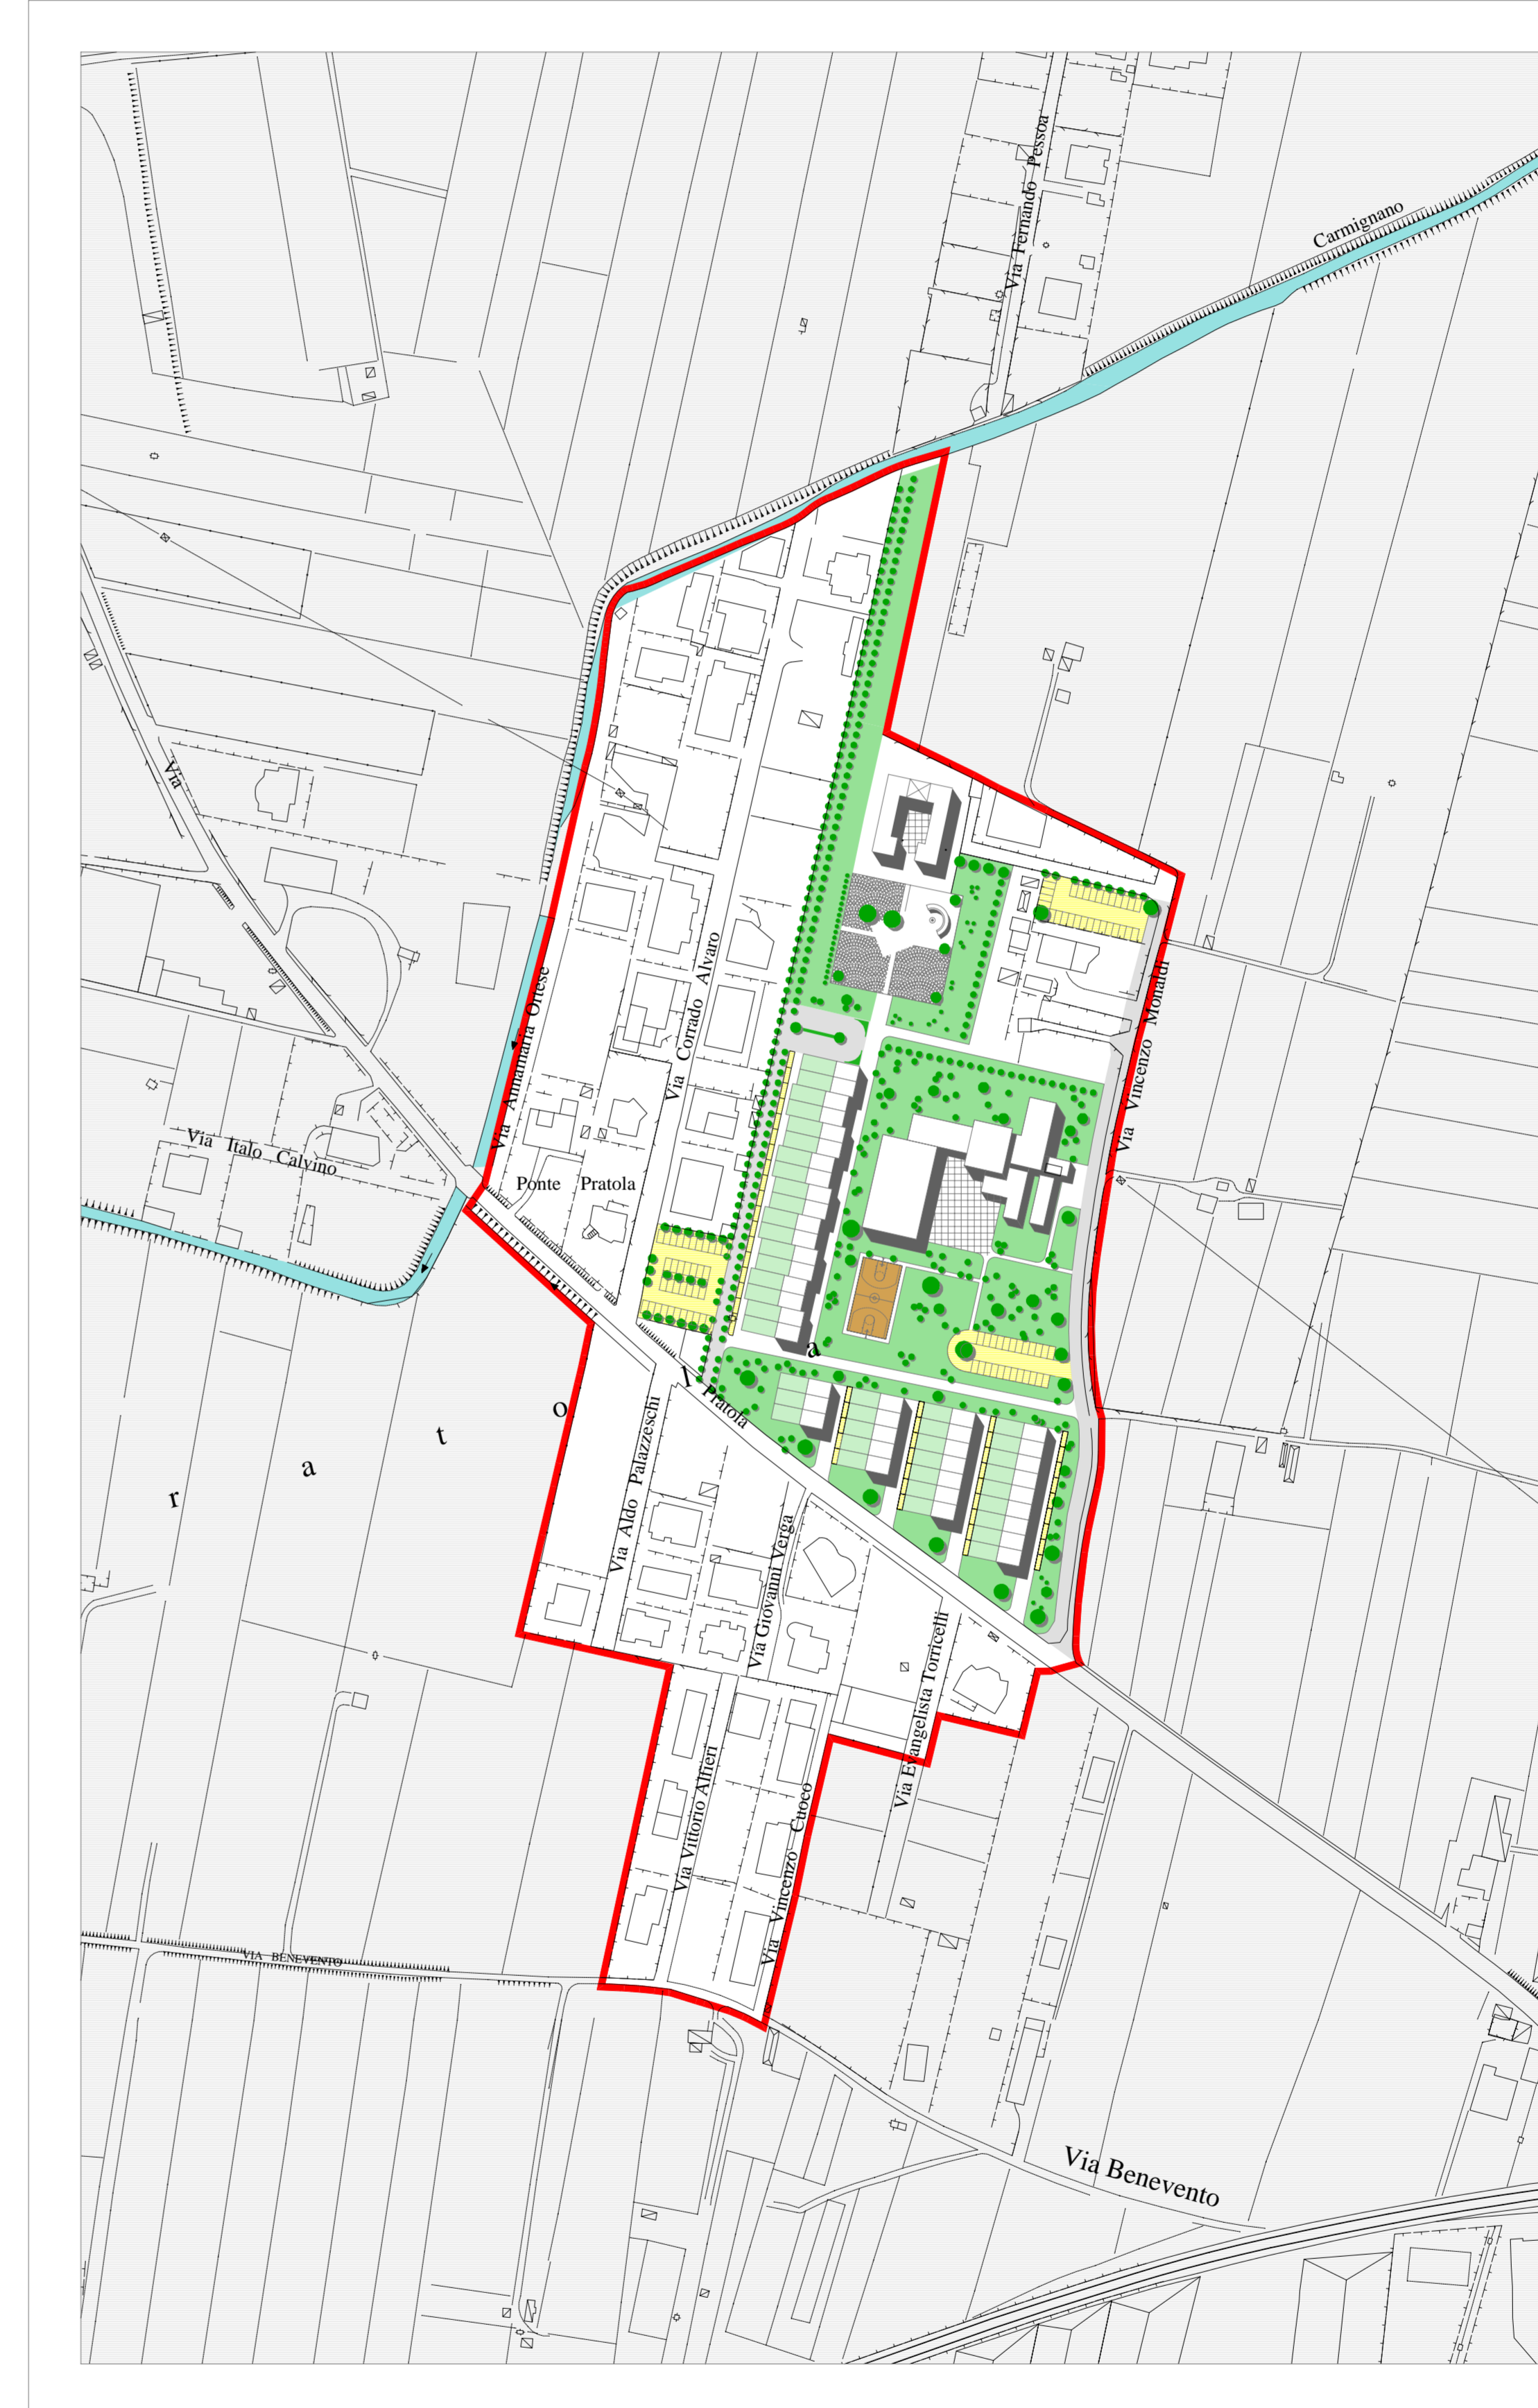 Via Fernando Pessoa
Carmignano
Via
Via Corrado Alvaro
Via Annamaria Ortese
Via Vincenzo Monaldi
Via Italo Calvino
Ponte Pratola
a
l
Pratola
o
t
a
r
Via Aldo Palazzeschi
Via Giovanni Verga
Via Evangelista Torricelli
Via Vittorio Alfieri
Via Vincenzo Cuoco
VIA BENEVENTO
Via Benevento